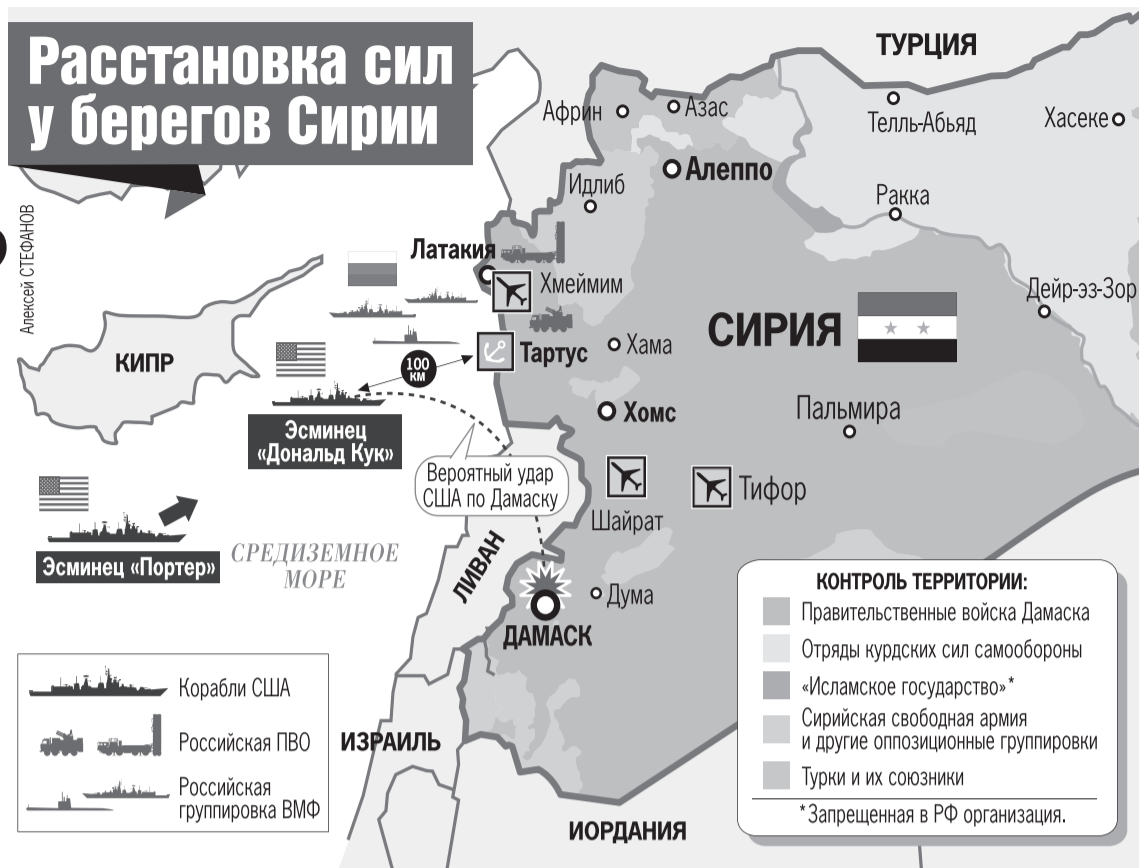 Расстановка сил
у берегов Сирии
Алексей СТЕФАНОВ
ТУРЦИЯ
Африн
Азас
Телль-Абьяд
Хасеке
Алеппо
Идлиб
Ракка
Латакия
Хмеймим
Дейр-эз-Зор
КИПР
СИРИЯ
Тартус
Хама
100
км
Эсминец
«Дональд Кук»
Хомс
Пальмира
Вероятный удар
США по Дамаску
Шайрат
Тифор
Эсминец «Портер»
СРЕДИЗЕМНОЕ
МОРЕ
ЛИВАН
Дума
ДАМАСК
КОНТРОЛЬ ТЕРРИТОРИИ:
Правительственные войска Дамаска
Отряды курдских сил самообороны
«Исламское государство»*
Сирийская свободная армия
и другие оппозиционные группировки
Турки и их союзники
*Запрещенная в РФ организация.
Корабли США
Российская ПВО
Российская
группировка ВМФ
ИЗРАИЛЬ
ИОРДАНИЯ